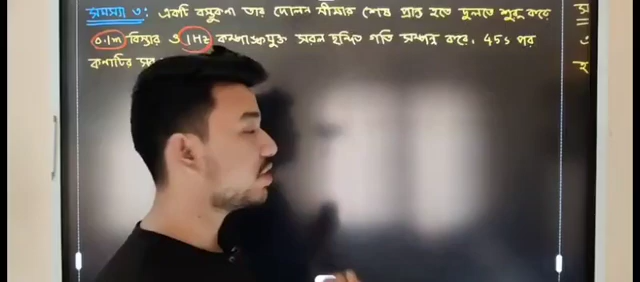 সমস্যা ৩: একটি বস্তুকণা তার দোলন সীমার শেষ প্রান্ত হতে দুলতে শুরু করে
0.1m বিস্তার ও 1Hz কম্পাঙ্কযুক্ত সরল ছন্দিত গতি সম্পন্ন করে. 45s পর
কণাটির